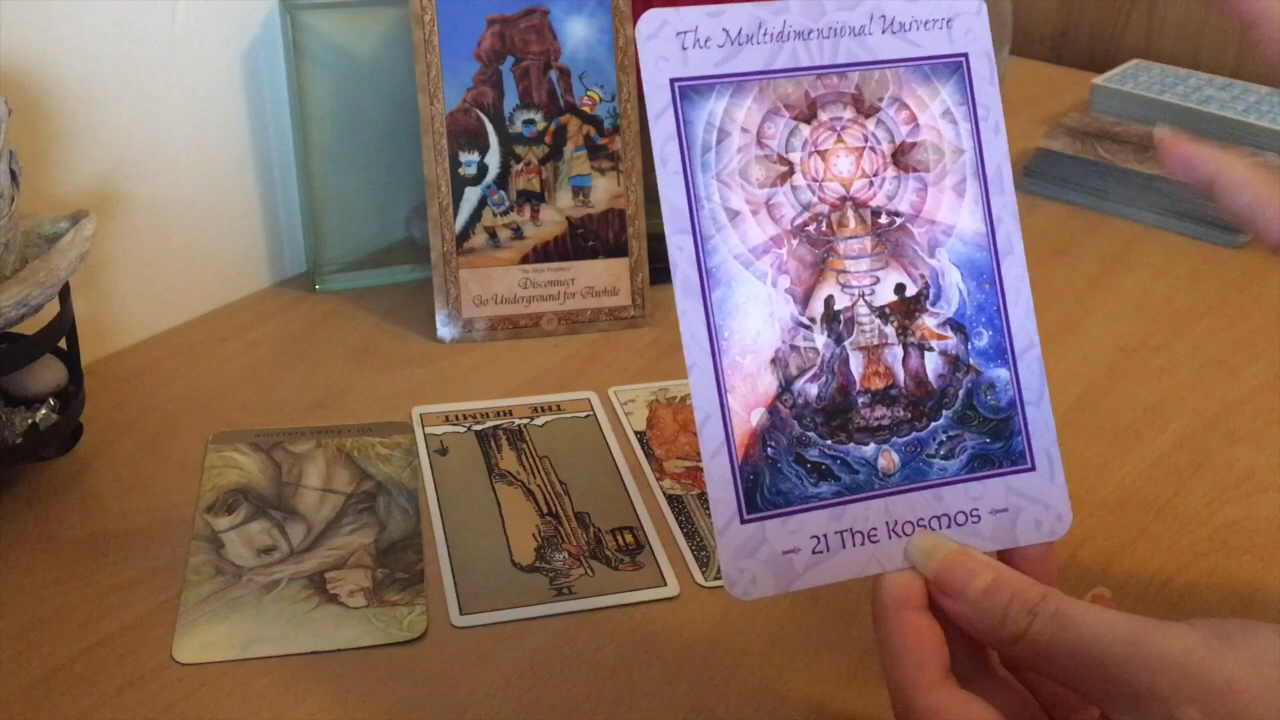 The Multidimensional Universe
21 The Kosmos
"The Hopi Prophecy"
Disconnect
Go Underground for Awhile
THE HERMIT.
IX